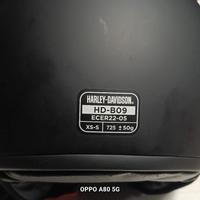 HARLEY-DAVIDSON
HD-B09
ECER22-05
XS-S 725 ±50g
OPPO A80 5G